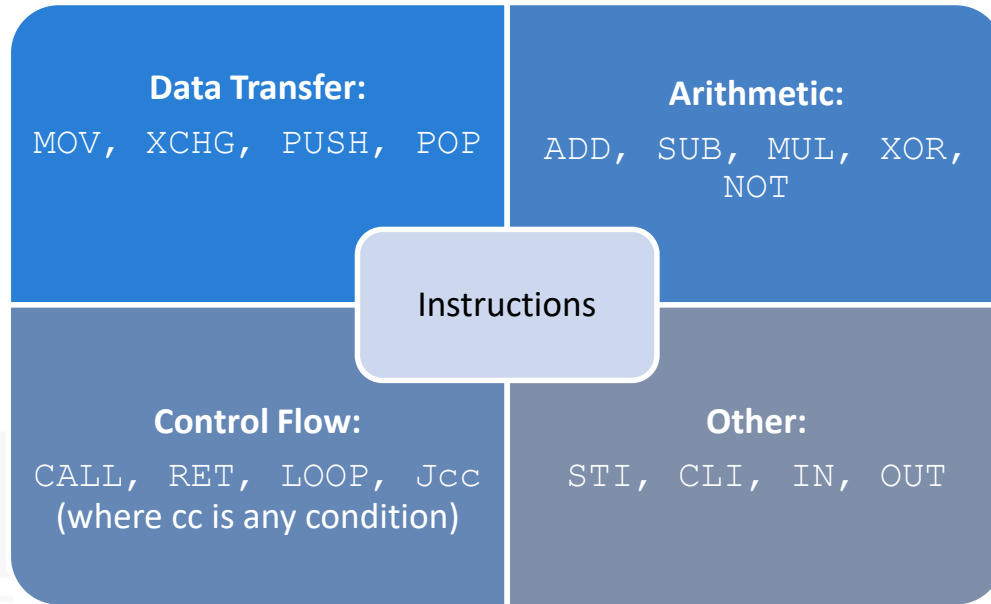 Data Transfer:
MOV, XCHG, PUSH, POP
Arithmetic:
ADD, SUB, MUL, XOR,
NOT
Instructions
Control Flow:
CALL, RET, LOOP, Jcc
(where cc is any condition)
Other:
STI, CLI, IN, OUT